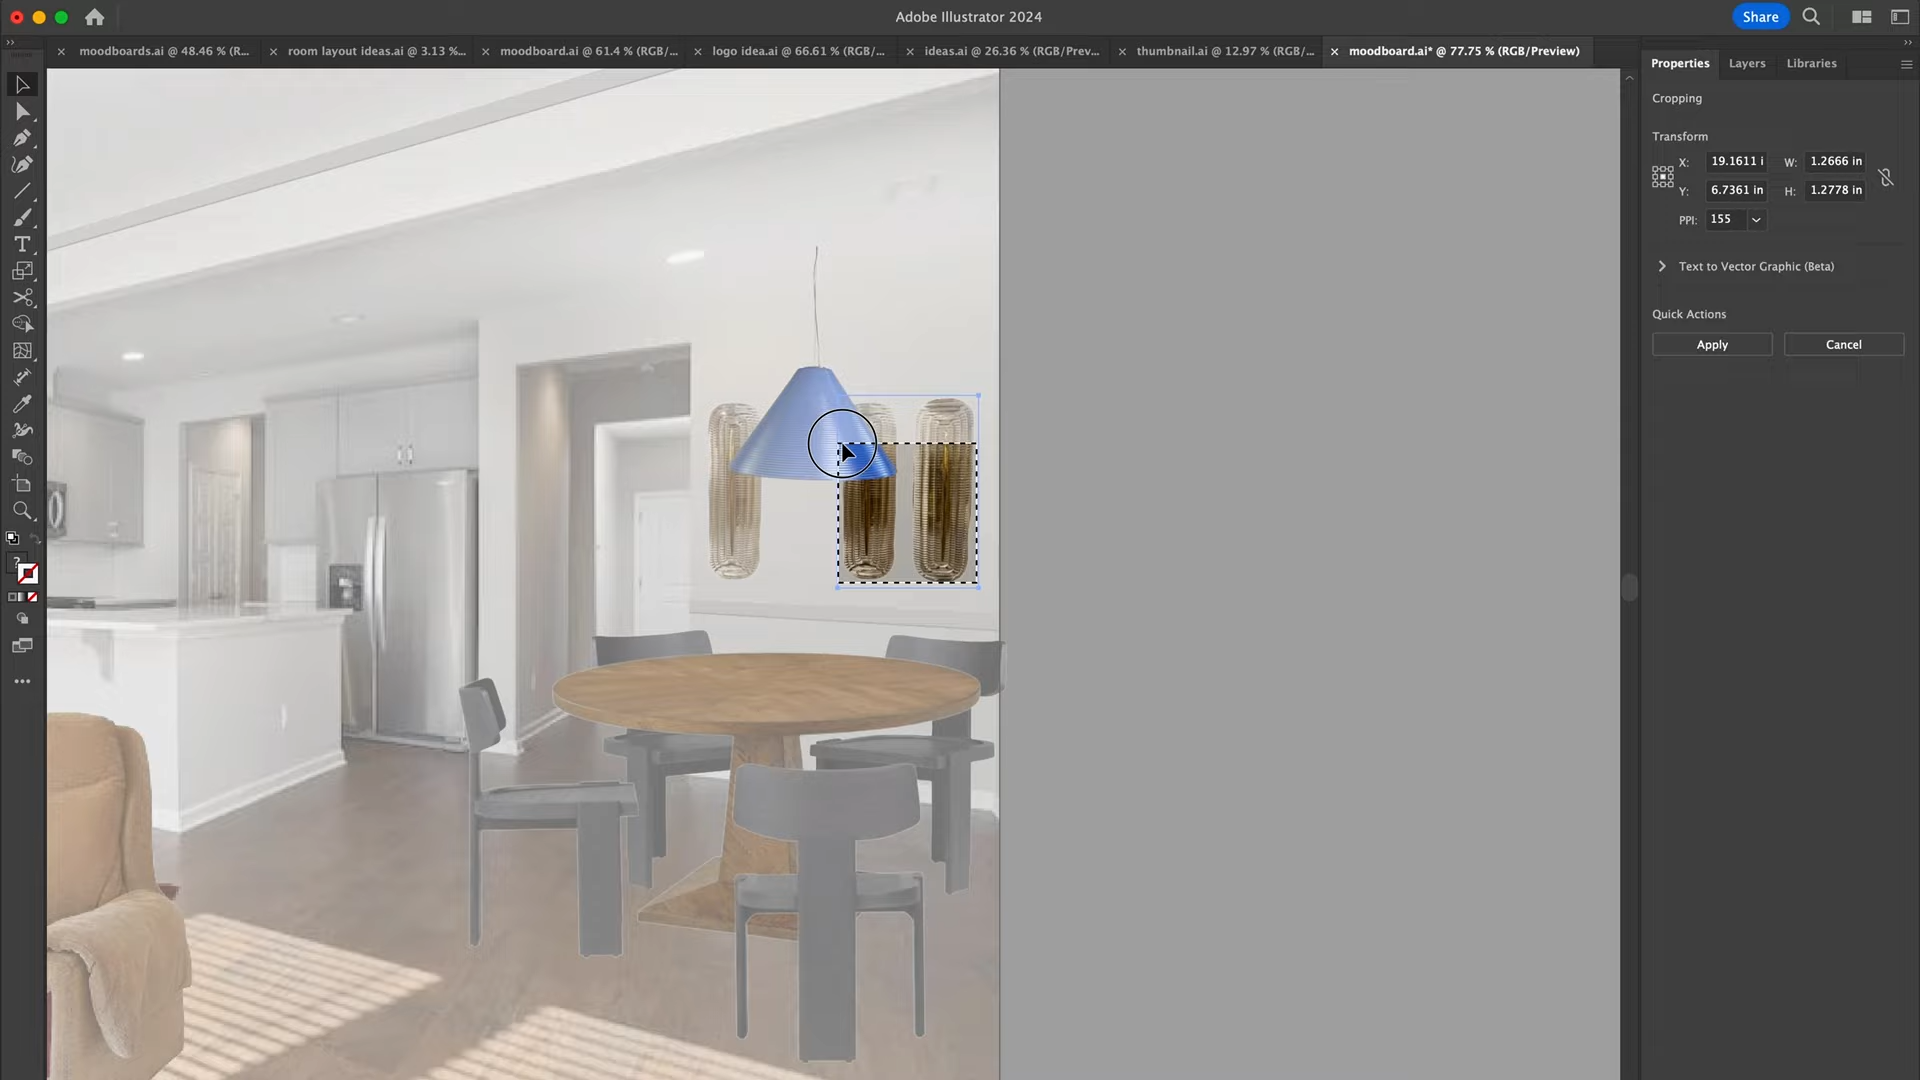 Adobe Illustrator 2024
Share
moodboards.ai @ 48.46 % (R...
room layout ideas.ai @ 3.13 %...
moodboard.ai @ 61.4 % (RGB/...
logo idea.ai @ 66.61 % (RGB/...
ideas.ai @ 26.36 % (RGB/Prev...
thumbnail.ai @ 12.97 % (RGB/...
moodboard.ai* @ 77.75 % (RGB/Preview)
Properties
Layers
Libraries
Cropping
Transform
X: 19.1611 i W: 1.2666 in
Y: 6.7361 in H: 1.2778 in
PPI: 155
Text to Vector Graphic (Beta)
Quick Actions
Apply
Cancel